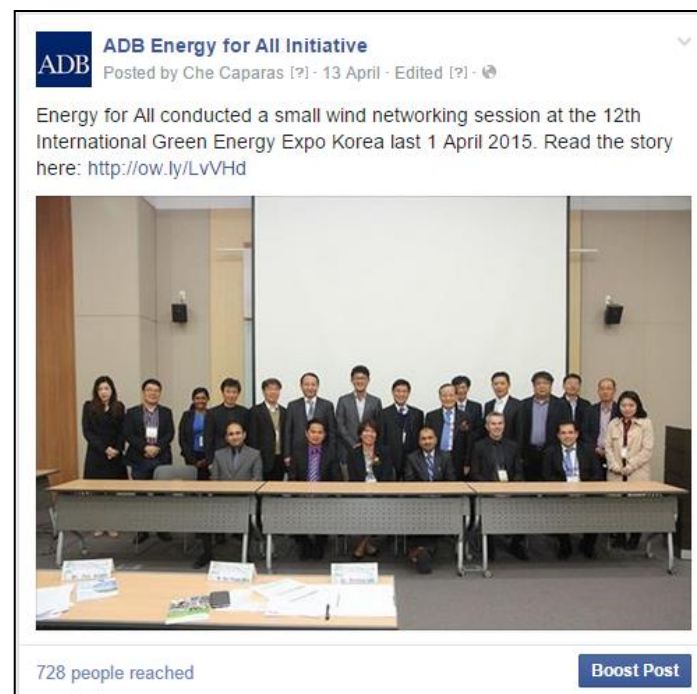 ADB
ADB Energy for All Initiative
Posted by Che Caparas [?] · 13 April · Edited [?] ·
Energy for All conducted a small wind networking session at the 12th
International Green Energy Expo Korea last 1 April 2015. Read the story
here: http://ow.ly/LvVHd
728 people reached
Boost Post